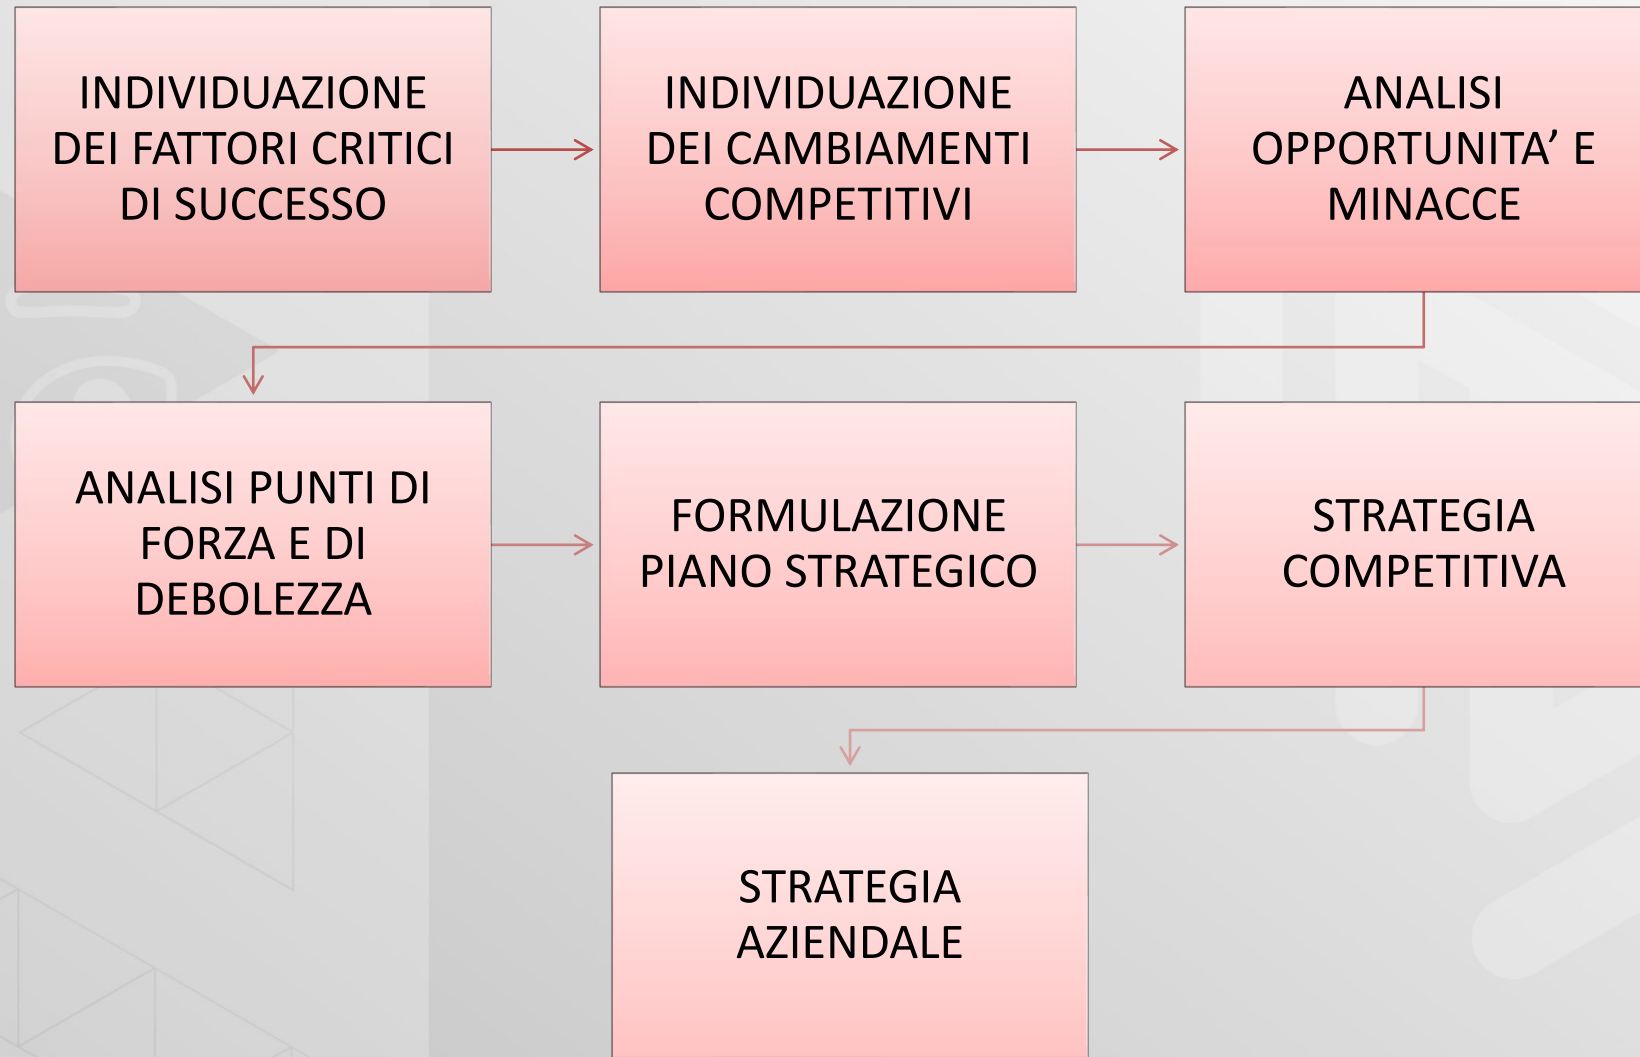 INDIVIDUAZIONE
DEI FATTORI CRITICI
DI SUCCESSO
INDIVIDUAZIONE
DEI CAMBIAMENTI
COMPETITIVI
ANALISI
OPPORTUNITA’ E
MINACCE
ANALISI PUNTI DI
FORZA E DI
DEBOLEZZA
FORMULAZIONE
PIANO STRATEGICO
STRATEGIA
COMPETITIVA
STRATEGIA
AZIENDALE